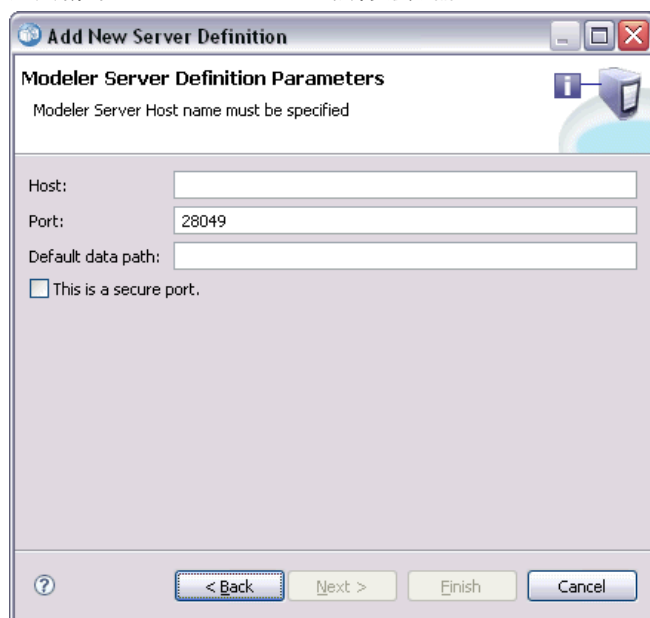 Add New Server Definition
Modeler Server Definition Parameters
Modeler Server Host name must be specified
Host:
Port: 28049
Default data path:
This is a secure port.
< Back Next > Finish Cancel